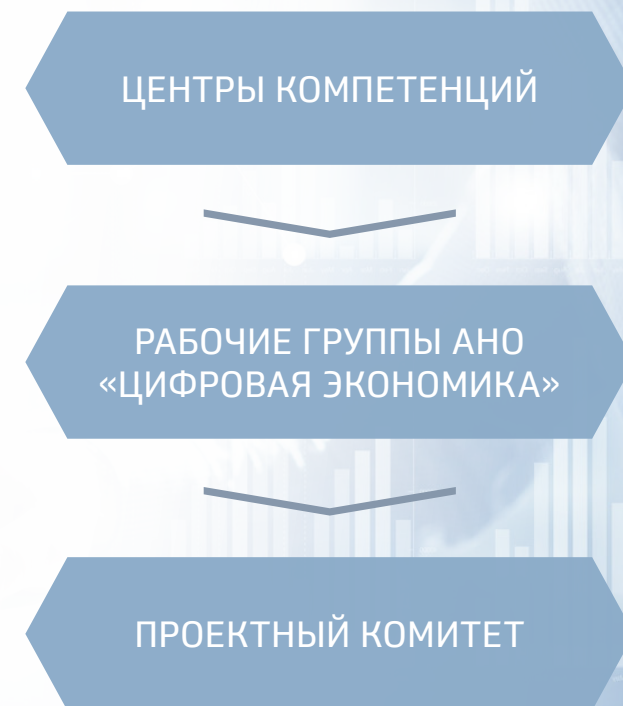 ЦЕНТРЫ КОМПЕТЕНЦИЙ
РАБОЧИЕ ГРУППЫ АНО
«ЦИФРОВАЯ ЭКОНОМИКА»
ПРОЕКТНЫЙ КОМИТЕТ